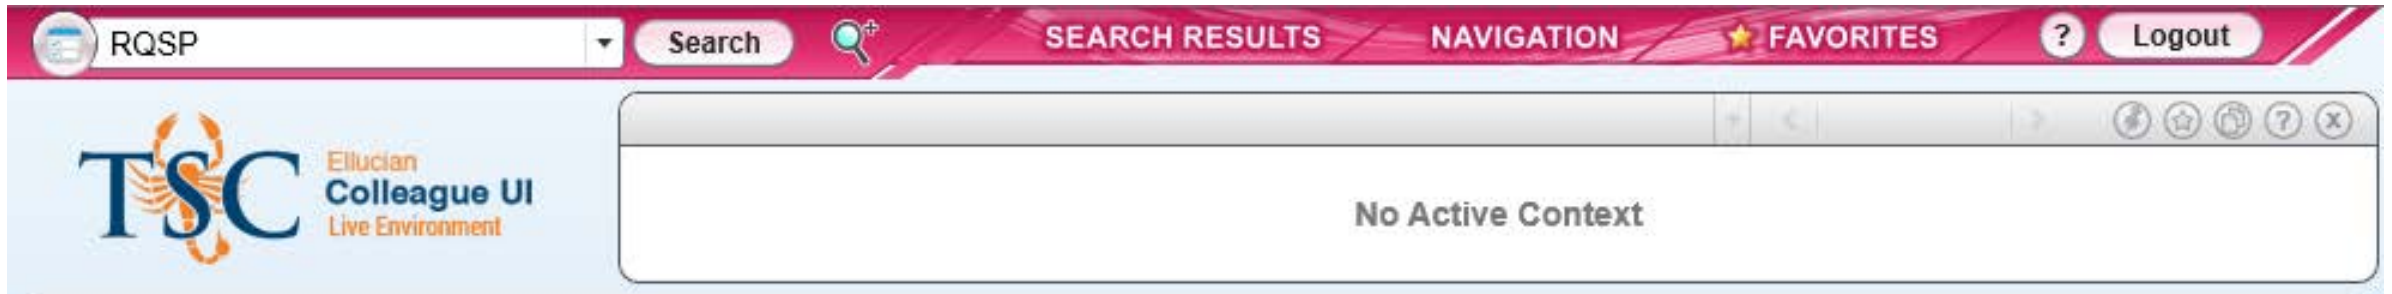 RQSP
Search
SEARCH RESULTS
NAVIGATION
FAVORITES
?
Logout
?
X
TSC
Ellucian
Colleague UI
Live Environment
No Active Context